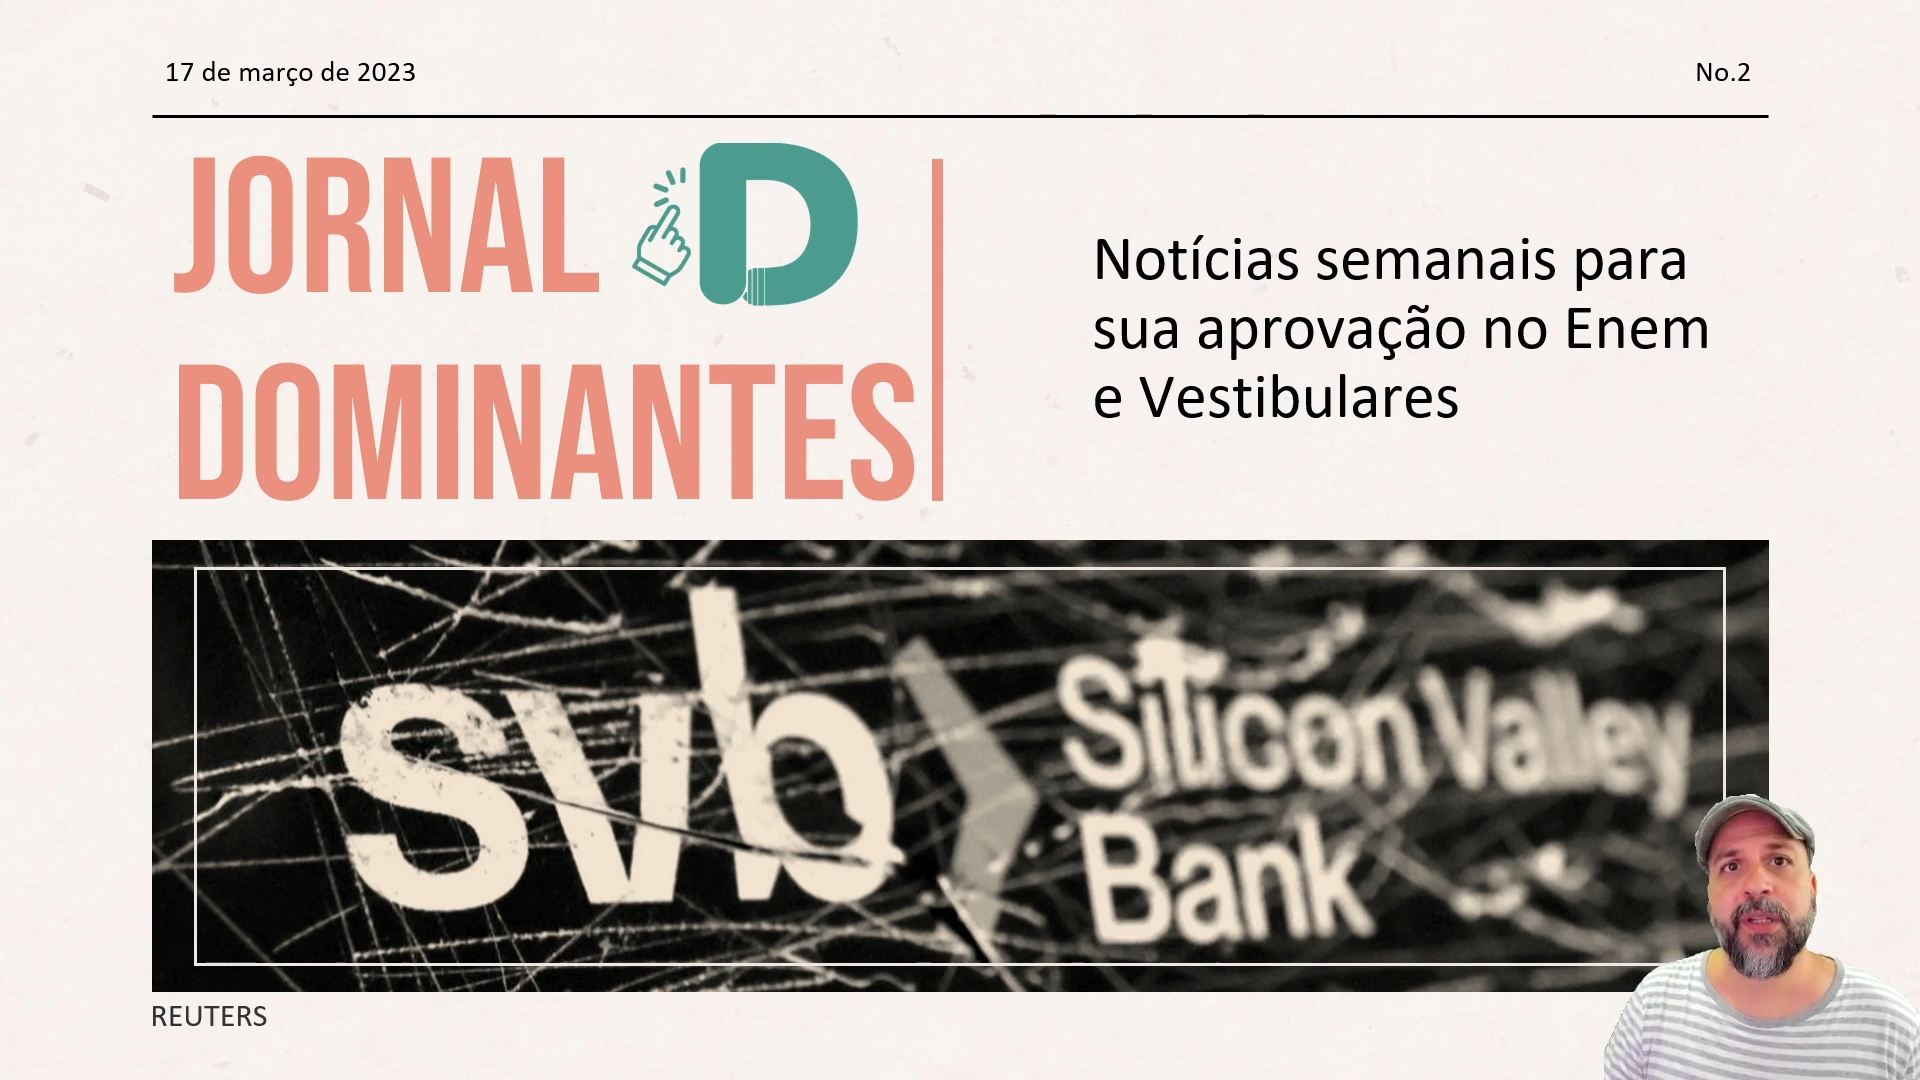 17 de março de 2023
No.2
JORNAL D
DOMINANTES
Notícias semanais para
sua aprovação no Enem
e Vestibulares
svb
Silicon Valley
Bank
REUTERS